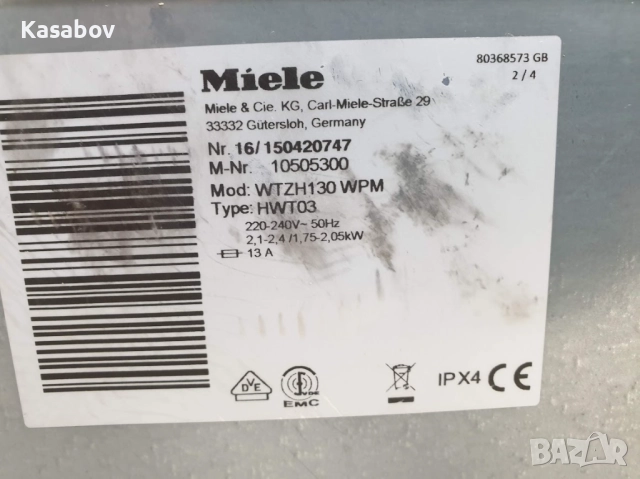 Kasabov
80368573 GB
2 / 4
Miele
Miele & Cie. KG, Carl-Miele-Straße 29
33332 Gütersloh, Germany
Nr. 16/ 150420747
M-Nr. 10505300
Mod: WTZH130 WPM
Type: HWT03
220-240V~ 50Hz
2,1-2,4 /1,75-2,05kW
13 A
DVE
VDE
EMC
IPX4 CE
BAZAR